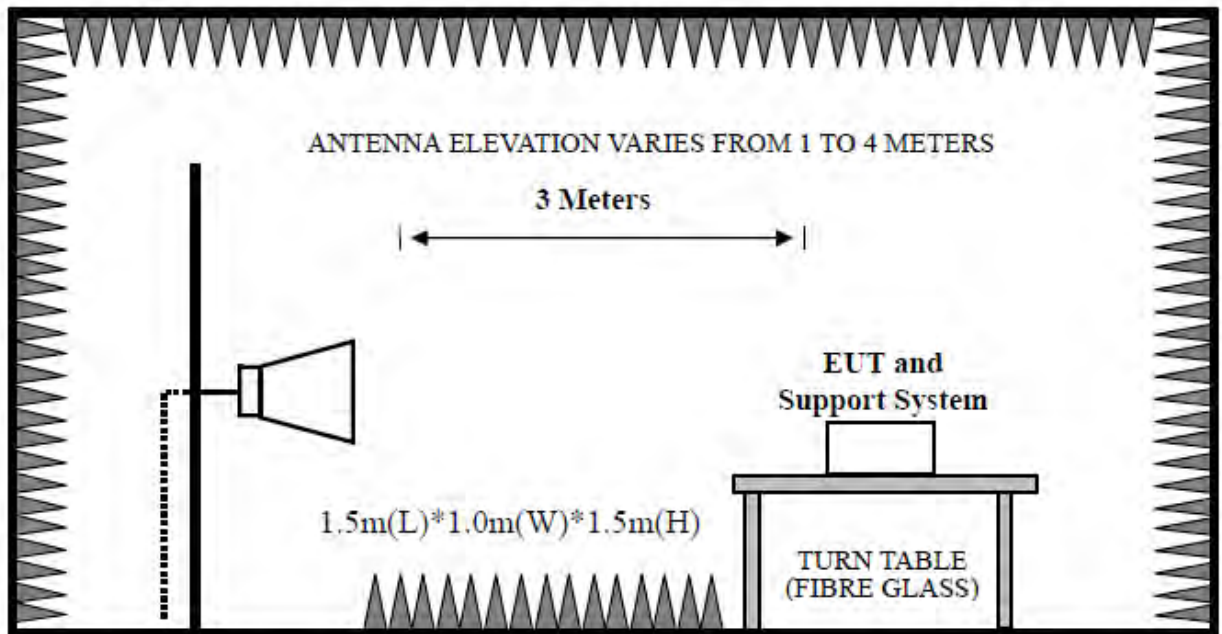 ANTENNA ELEVATION VARIES FROM 1 TO 4 METERS
3 Meters
EUT and
Support System
1.5m(L)*1.0m(W)*1.5m(H)
TURN TABLE
(FIBRE GLASS)